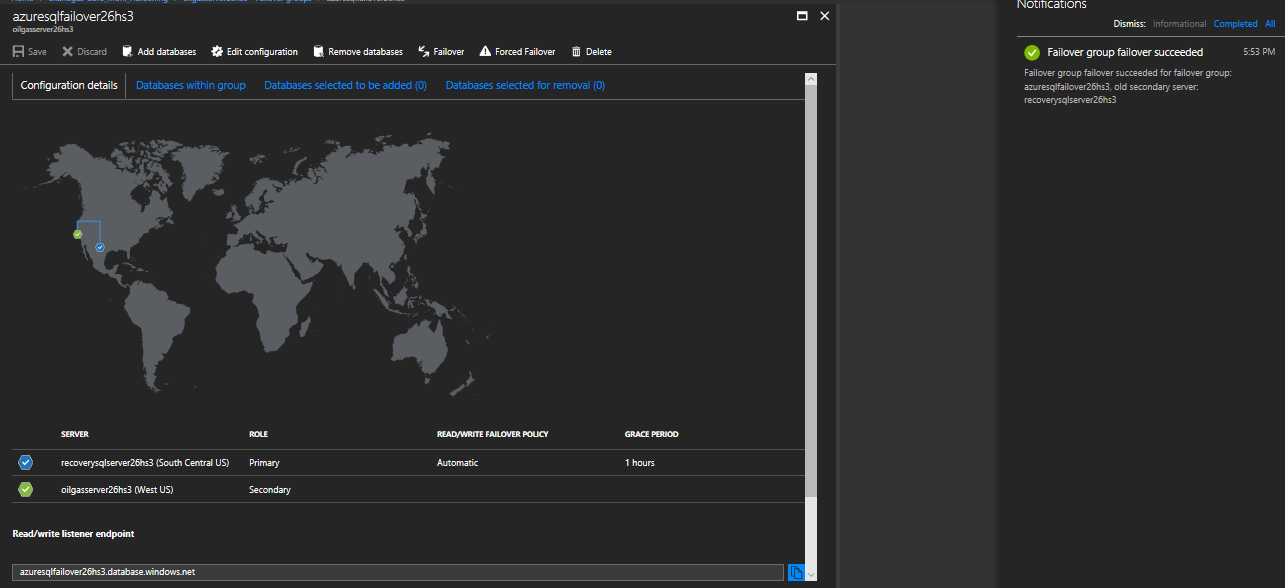 azuresqlfailover26hs3
oilgasserver26hs3
Save Discard Add databases Edit configuration Remove databases Failover Forced Failover Delete
Configuration details Databases within group Databases selected to be added (0) Databases selected for removal (0)
SERVER ROLE READ/WRITE FAILOVER POLICY GRACE PERIOD
recoverysqlserver26hs3 (South Central US) Primary Automatic 1 hours
oilgasserver26hs3 (West US) Secondary
Read/write listener endpoint
azuresqlfailover26hs3.database.windows.net
Notifications
Dismiss: Informational Completed All
Failover group failover succeeded 5:53 PM
Failover group failover succeeded for failover group:
azuresqlfailover26hs3, old secondary server:
recoverysqlserver26hs3